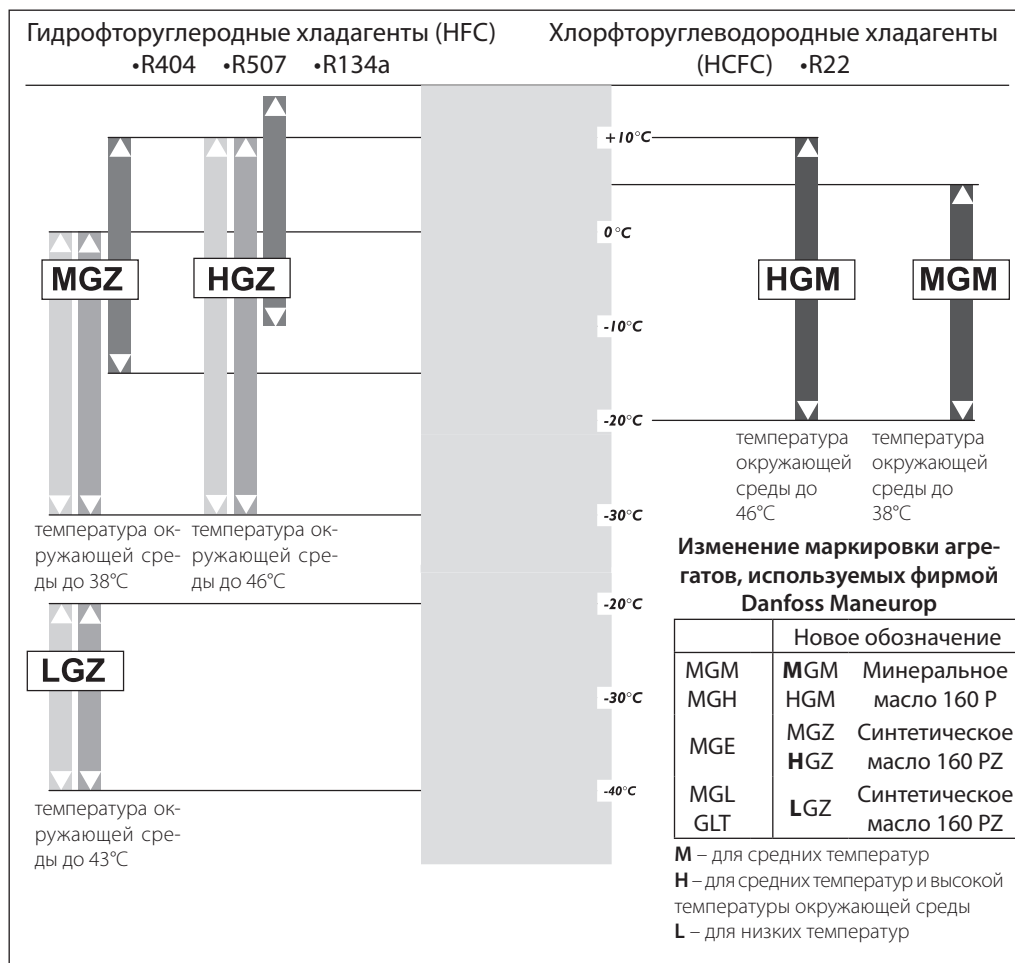 Гидрофторуглеродные хладагенты (HFC)
•R404 •R507 •R134a
Хлорфторуглеводородные хладагенты
(HCFC) •R22
+10°C
0°C
-10°C
-20°C
-30°C
-20°C
-30°C
-40°C
MGZ
HGZ
HGM
MGM
температура
окружающей
среды до
46°C
температура
окружающей
среды до
38°C
температура ок-
ружающей сре-
ды до 38°C
температура ок-
ружающей сре-
ды до 46°C
LGZ
температура ок-
ружающей сре-
ды до 43°C
Изменение маркировки агре-
гатов, используемых фирмой
Danfoss Maneurop
Новое обозначение
MGM MGM Минеральное
MGH HGM масло 160 P
MGE
MGZ Синтетическое
HGZ масло 160 PZ
MGL
GLT
LGZ
Синтетическое
масло 160 PZ
M – для средних температур
H – для средних температур и высокой
температуры окружающей среды
L – для низких температур